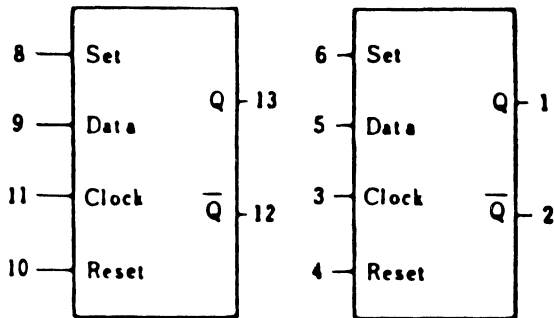 8 Set 6 Set
Q 13 Q 1
9 Data 5 Data
11 Clock 3 Clock
Q̅ 12 Q̅ 2
10 Reset 4 Reset